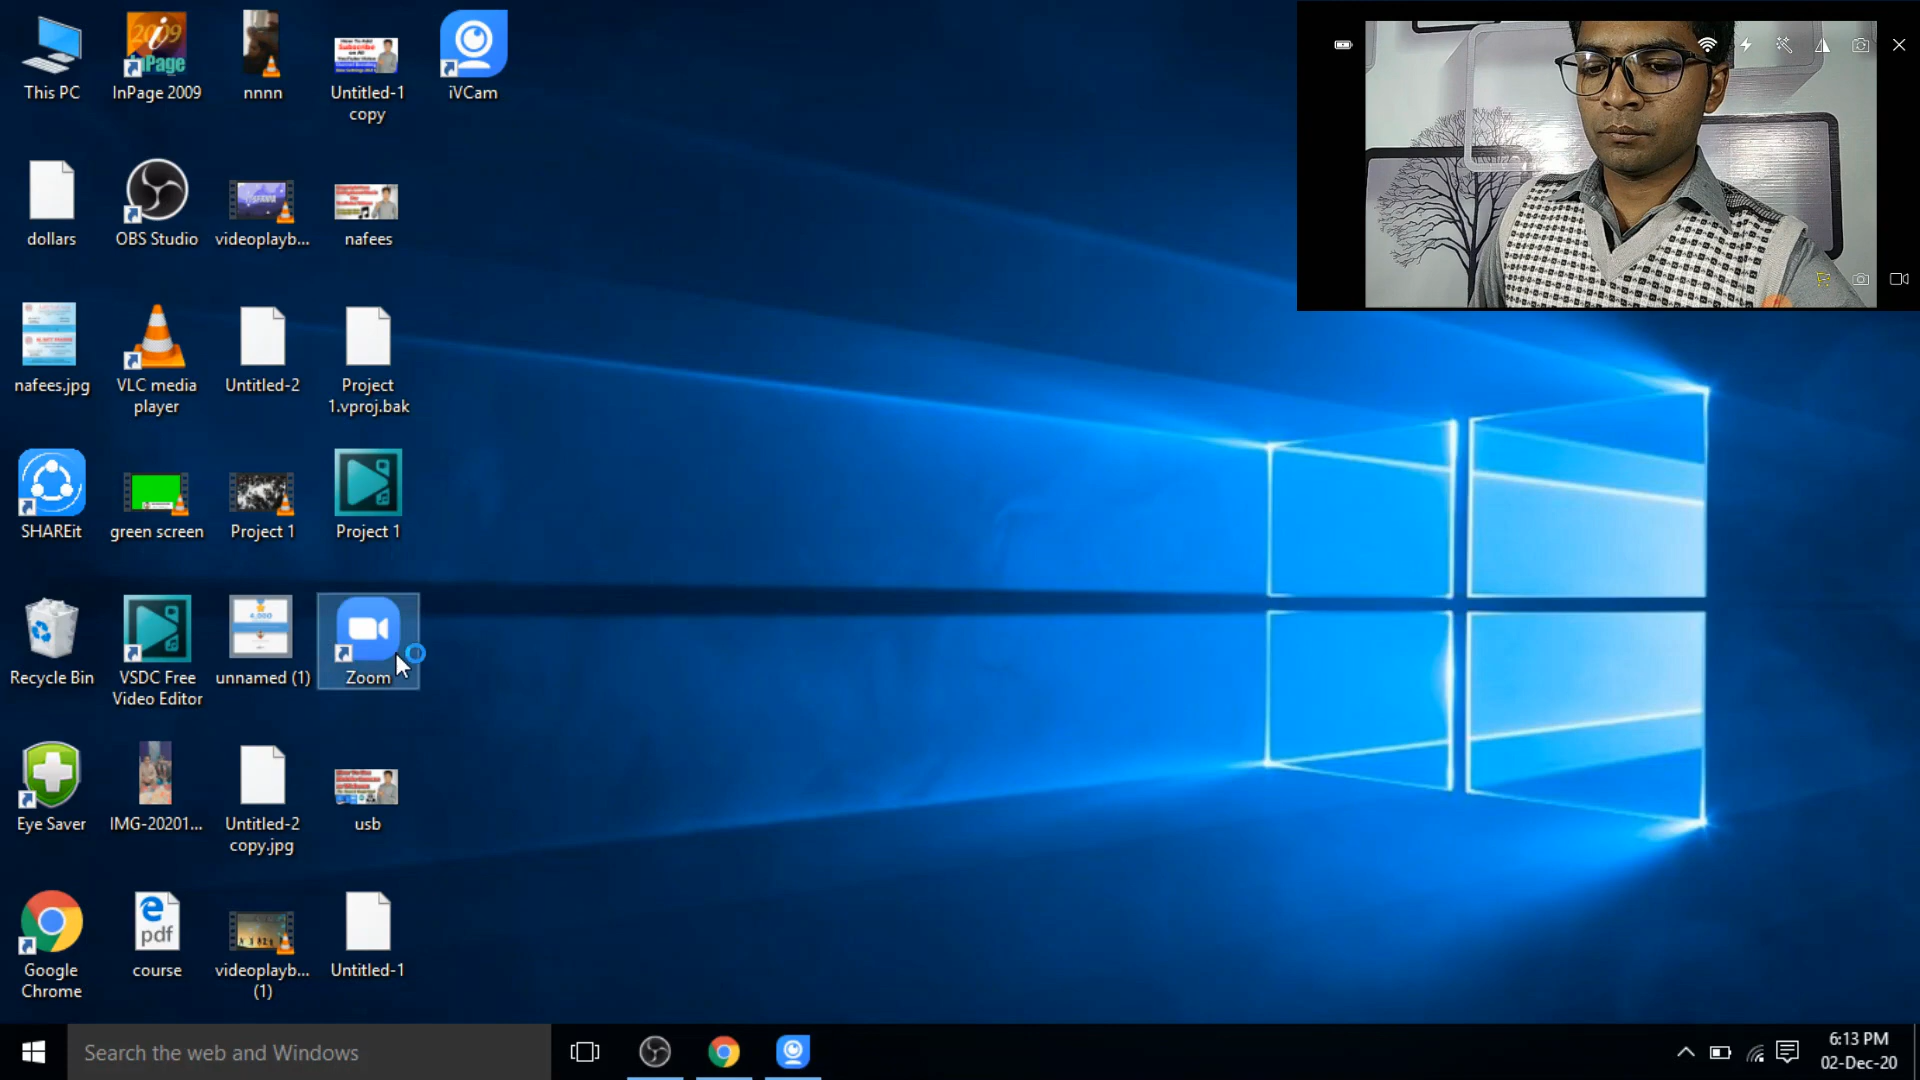 This PC
2009
InPage
InPage 2009
nnnn
Untitled-1
copy
iVCam
dollars
OBS Studio
videoplayb...
nafees
nafees.jpg
VLC media
player
Untitled-2
Project
1.vproj.bak
SHAREit
green screen
Project 1
Project 1
Recycle Bin
VSDC Free
Video Editor
unnamed (1)
Zoom
Eye Saver
IMG-20201...
Untitled-2
copy.jpg
usb
Google
Chrome
pdf
course
videoplayb...
(1)
Untitled-1
Search the web and Windows
6:13 PM
02-Dec-20